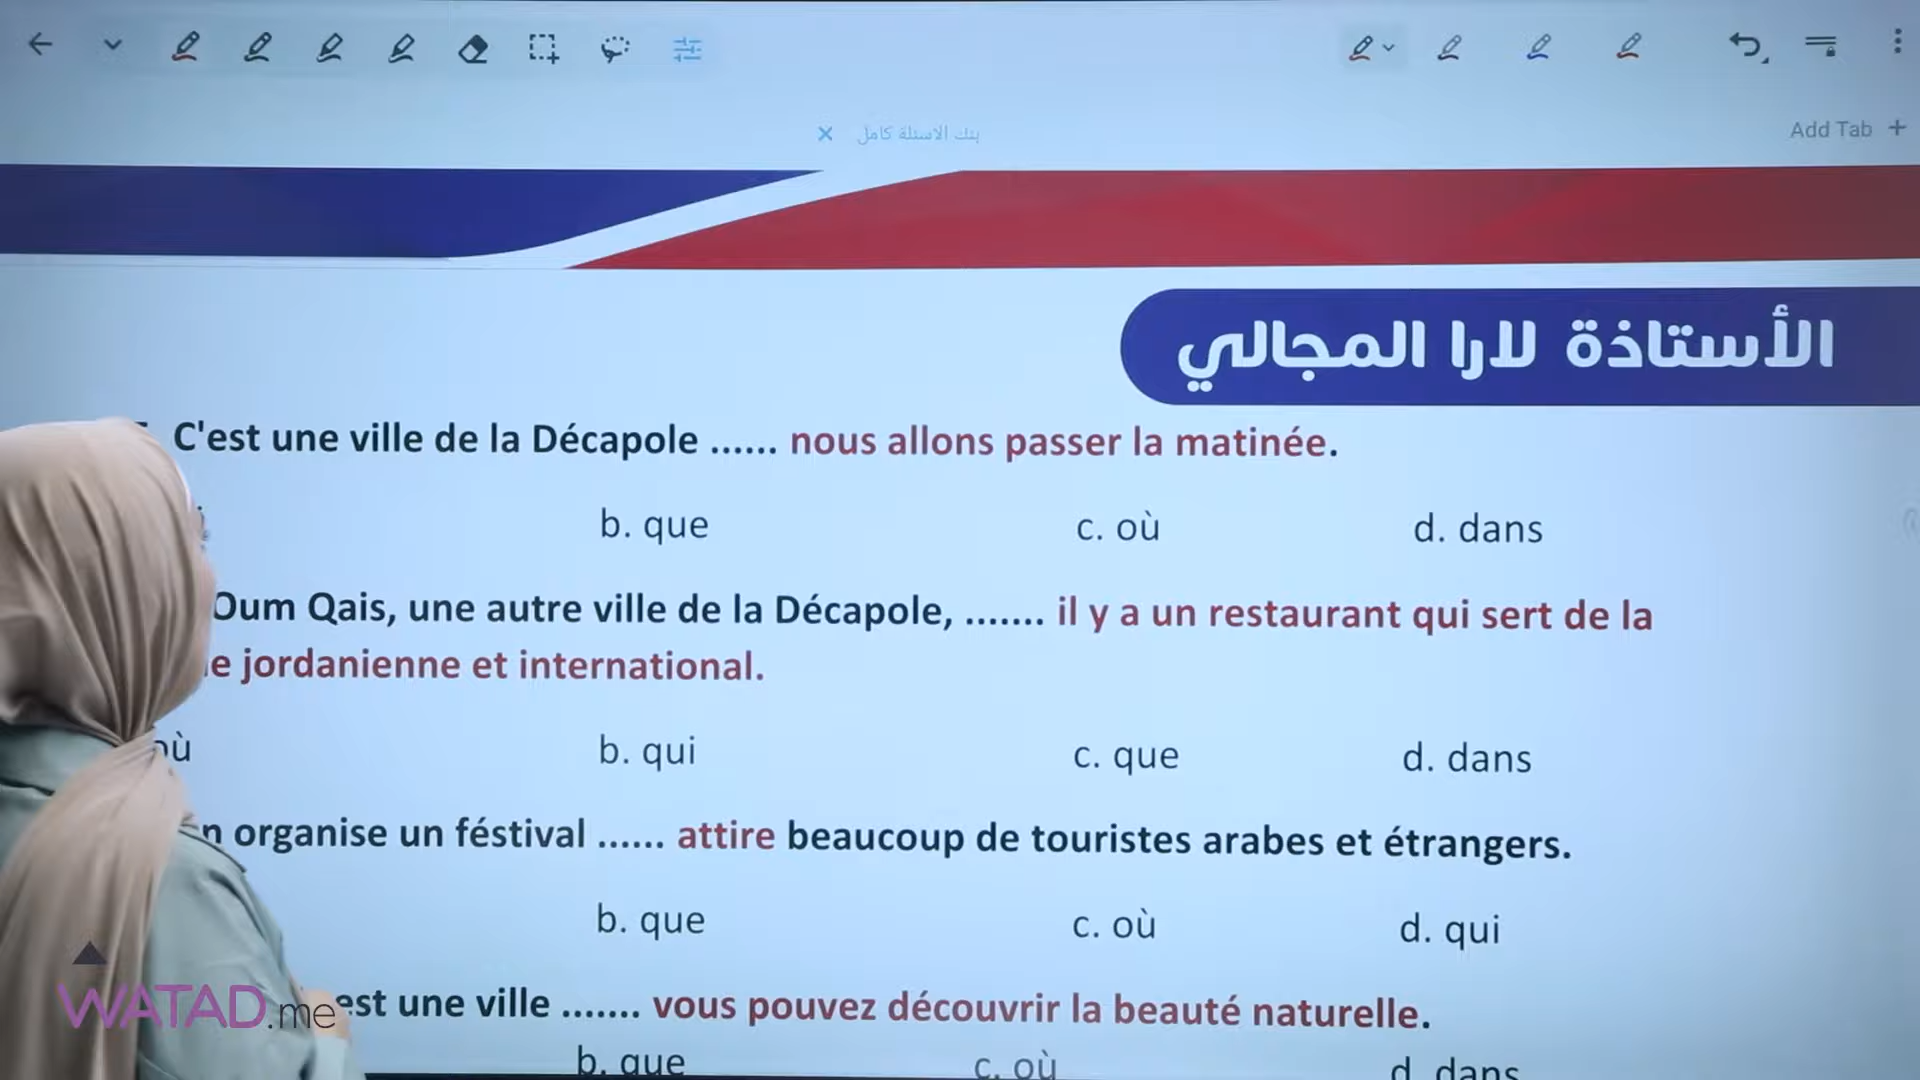 بنك الاسئلة كامل
Add Tab
الأستاذة لارا المجالي
C'est une ville de la Décapole ...... nous allons passer la matinée.
b. que c. où d. dans
Oum Qais, une autre ville de la Décapole, ....... il y a un restaurant qui sert de la
jordanienne et international.
où b. qui c. que d. dans
organise un féstival ...... attire beaucoup de touristes arabes et étrangers.
b. que c. où d. qui
est une ville ....... vous pouvez découvrir la beauté naturelle.
b. que c. où d. dans
WATAD.me